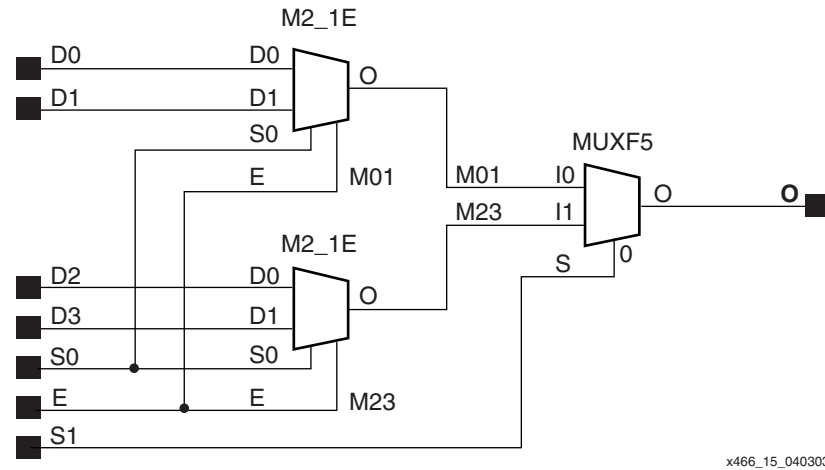 M2_1E
D0 D0
O
D1 D1
S0
MUXF5
E M01
M01 I0
O O
M23 I1
M2_1E
0
S
D2 D0
O
D3 D1
S0 S0
E E M23
S1
x466_15_040303